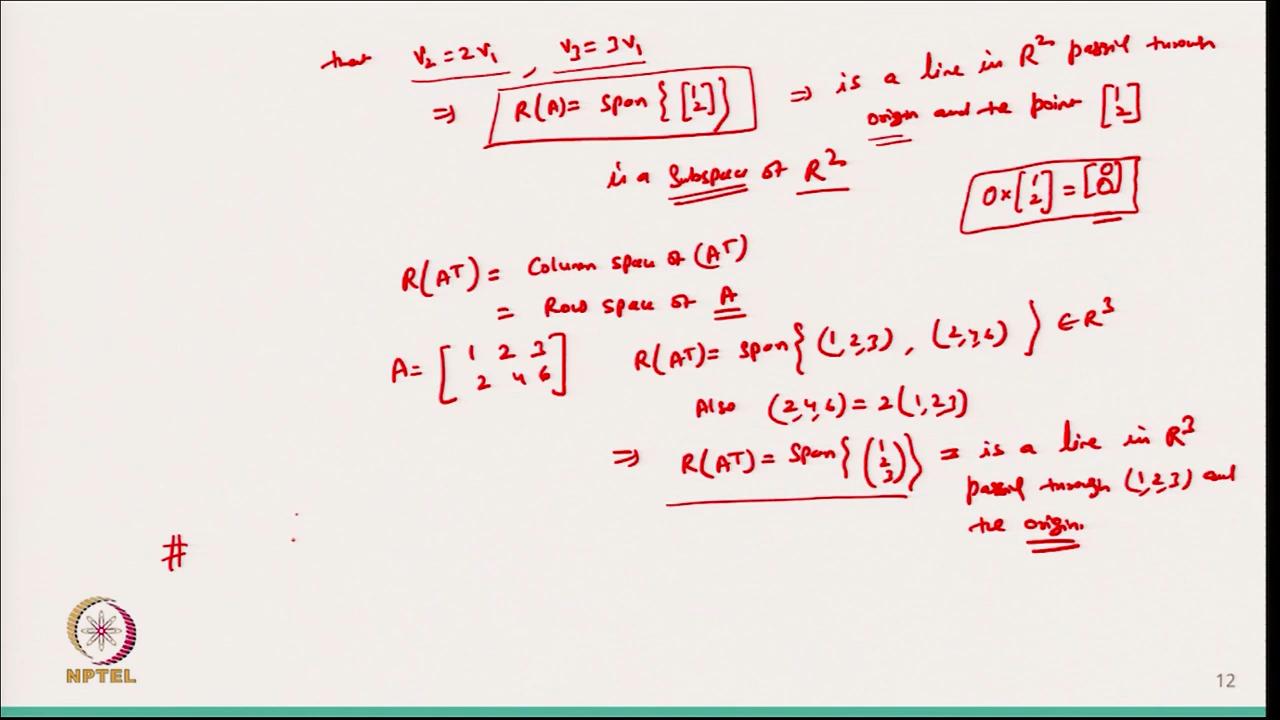 that v₂ = 2v₁ , v₃ = 3v₁
⇒ R(A) = span { [1 2] } ⇒ is a line in R² passing through
origin and the point [1 2]
is a subspace of R²
0 × [1 2] = [0 0]
R(AT) = Column space of (AT)
= Row space of A
A = [1 2 3
2 4 6]
R(AT) = span { (1,2,3) , (2,4,6) } ∈ R³
Also (2,4,6) = 2(1,2,3)
⇒ R(AT) = span { (1 2 3) } = is a line in R³
passing through (1,2,3) and
the origin.
#
NPTEL
12